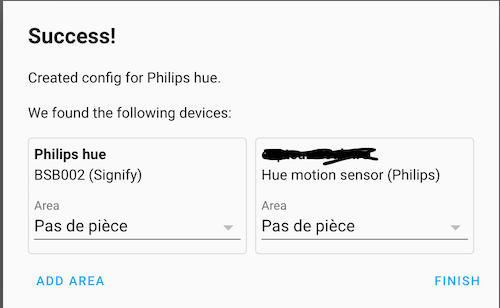 Success!
Created config for Philips hue.
We found the following devices:
Philips hue
BSB002 (Signify)
Area
Pas de pièce
Hue motion sensor (Philips)
Area
Pas de pièce
ADD AREA
FINISH